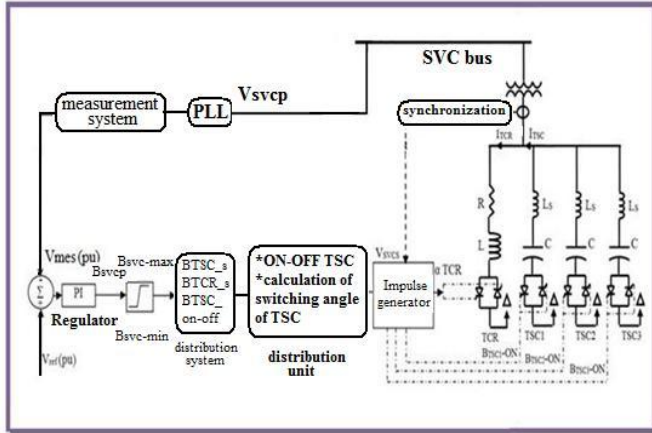 SVC bus
Vsvcp
measurement
system
PLL
synchronization
ITCR
ITSC
R
Ls
Ls
Ls
L
C
C
C
Vmes(pu)
Bsvcp
Bsvc-max
PI
Regulator
Bsvc-min
Vref(pu)
BTSC_s
BTCR_s
BTSC_
on-off
distribution
system
*ON-OFF TSC
*calculation of
switching angle
of TSC
distribution
unit
VSVCS
α TCR
Impulse
generator
TCR
TSC1
TSC2
TSC3
BTSC1-ON
BTSC2-ON